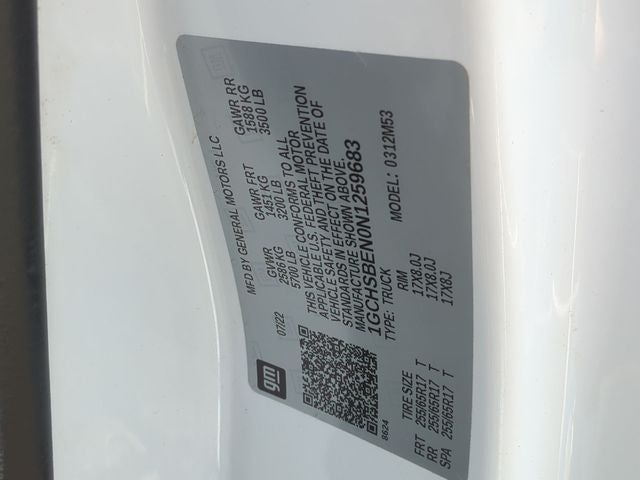 gm
MFD BY GENERAL MOTORS LLC
07/22
GVWR GAWR FRT GAWR RR
2586 KG 1451 KG 1588 KG
5700 LB 3200 LB 3500 LB
THIS VEHICLE CONFORMS TO ALL
APPLICABLE U.S. FEDERAL MOTOR
VEHICLE SAFETY AND THEFT PREVENTION
STANDARDS IN EFFECT ON THE DATE OF
MANUFACTURE SHOWN ABOVE.
1GCHSBEN0N1259683
TYPE: TRUCK MODEL: 0312M53
8624
TIRE SIZE RIM
FRT 255/65R17 T 17X8.0J
RR 255/65R17 T 17X8.0J
SPA 255/65R17 T 17X8J